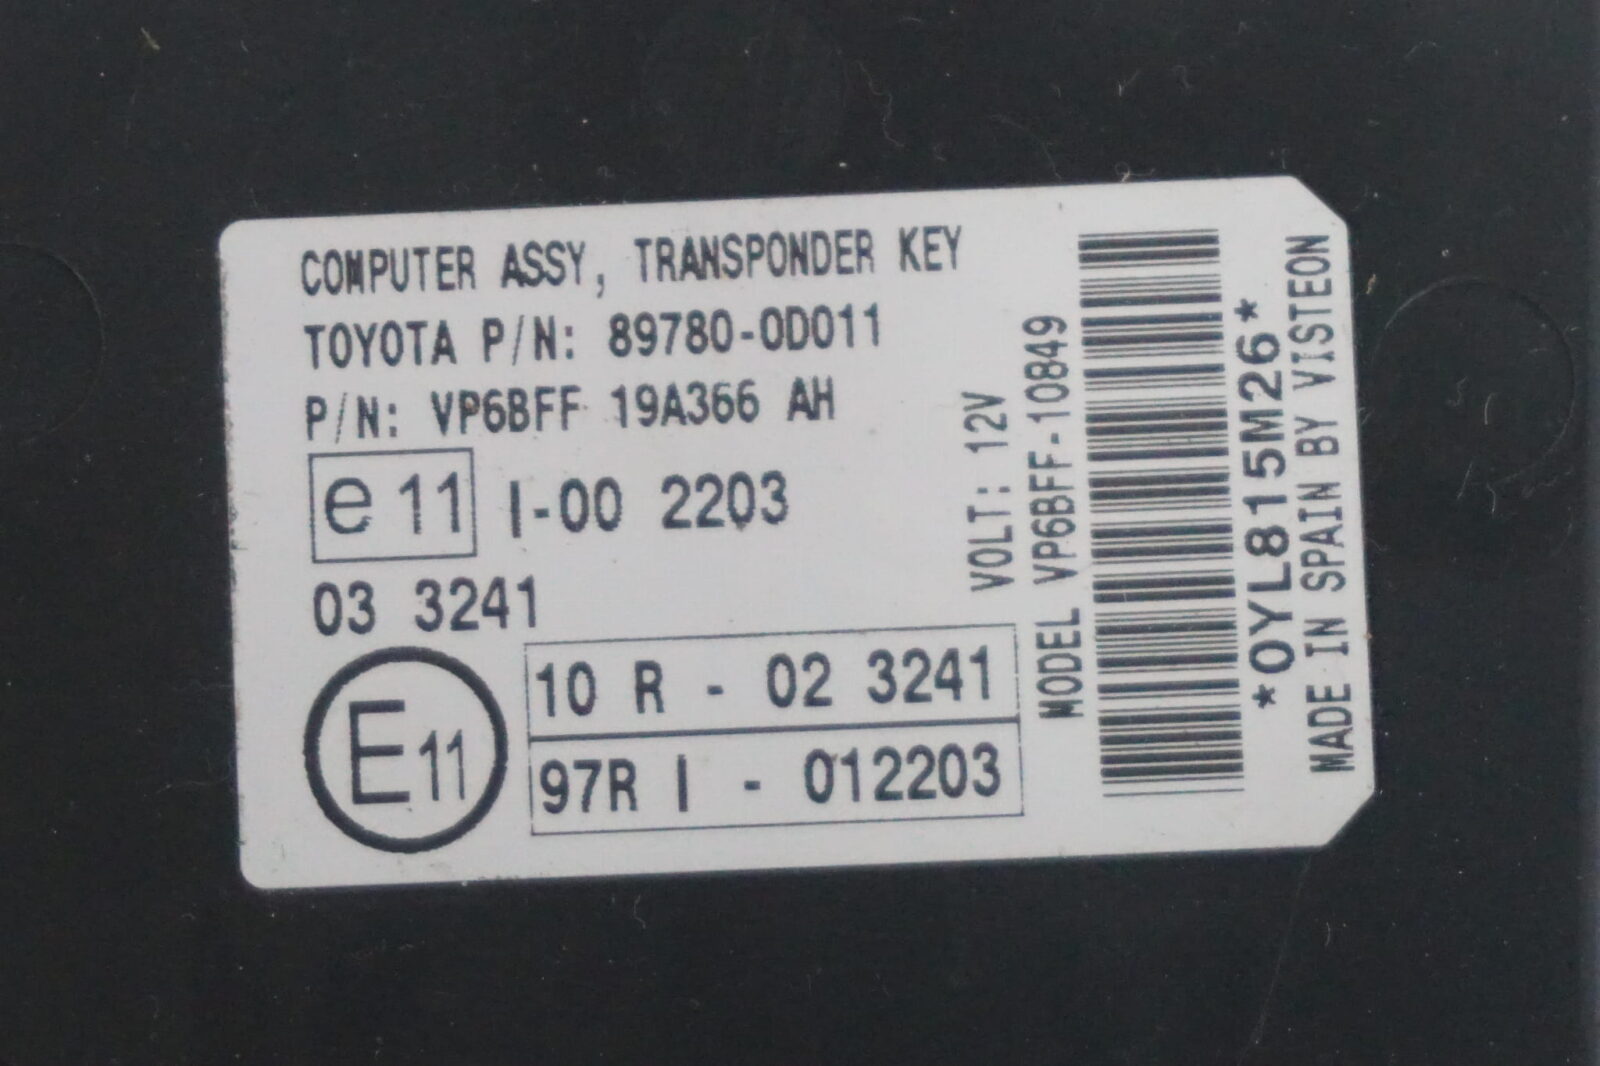 COMPUTER ASSY, TRANSPONDER KEY
TOYOTA P/N: 89780-0D011
P/N: VP6BFF 19A366 AH
e 11 I-00 2203
03 3241
E 11
10 R - 02 3241
97R I - 012203
VOLT: 12V
MODEL VP6BFF-10849
*0YL815M26*
MADE IN SPAIN BY VISTEON